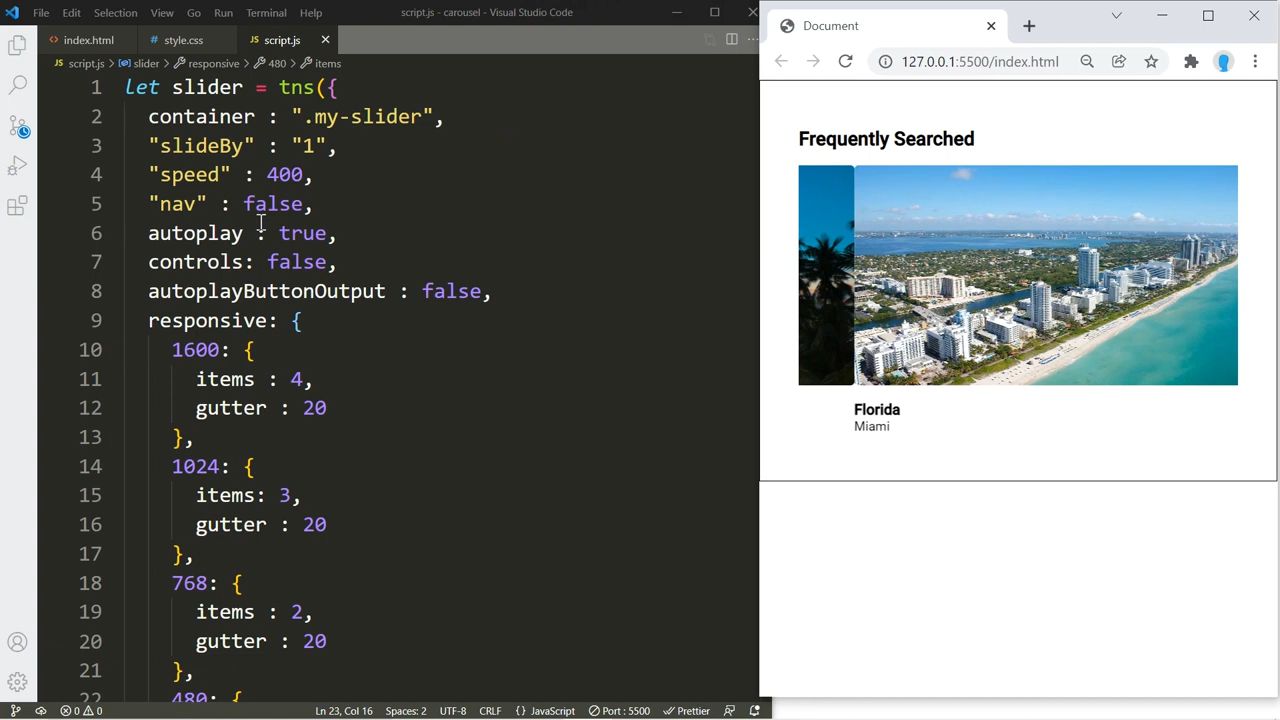 File Edit Selection View Go Run Terminal Help script.js - carousel - Visual Studio Code
index.html style.css script.js
script.js > slider > responsive > 480 > items
1 let slider = tns({
2 container : ".my-slider",
3 "slideBy" : "1",
4 "speed" : 400,
5 "nav" : false,
6 autoplay : true,
7 controls: false,
8 autoplayButtonOutput : false,
9 responsive: {
10 1600: {
11 items : 4,
12 gutter : 20
13 },
14 1024: {
15 items: 3,
16 gutter : 20
17 },
18 768: {
19 items : 2,
20 gutter : 20
21 },
22 480: {
0 0 Ln 23, Col 16 Spaces: 2 UTF-8 CRLF {} JavaScript Port : 5500 Prettier
Document
127.0.0.1:5500/index.html
Frequently Searched
Florida
Miami